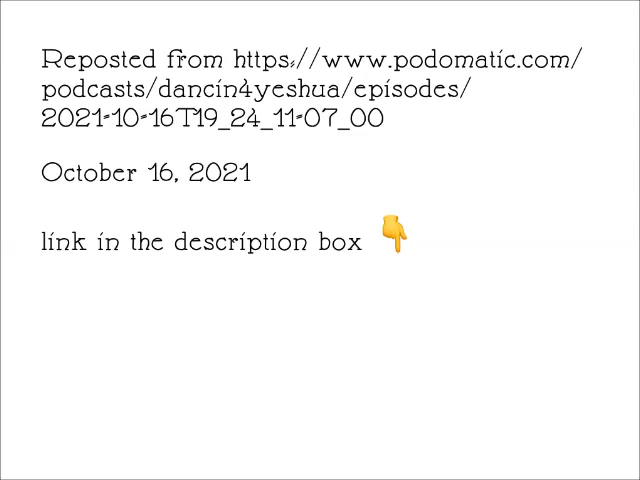 Reposted from https://www.podomatic.com/
podcasts/dancin4yeshua/episodes/
2021-10-16T19_24_11-07_00
October 16, 2021
link in the description box 👇